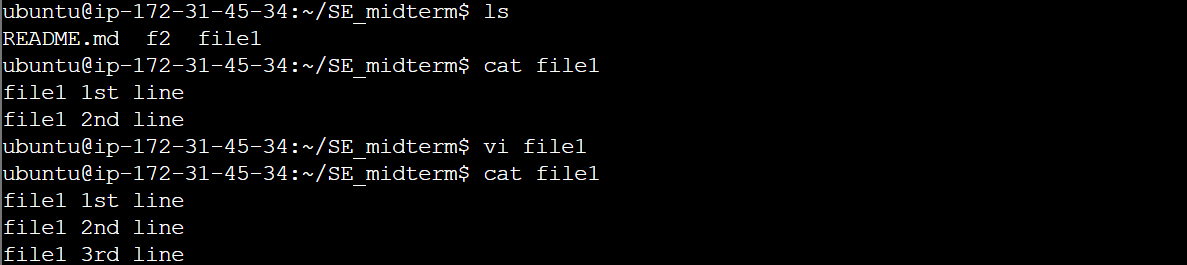 ubuntu@ip-172-31-45-34:~/SE_midterm$ ls
README.md  f2  file1
ubuntu@ip-172-31-45-34:~/SE_midterm$ cat file1
file1 1st line
file1 2nd line
ubuntu@ip-172-31-45-34:~/SE_midterm$ vi file1
ubuntu@ip-172-31-45-34:~/SE_midterm$ cat file1
file1 1st line
file1 2nd line
file1 3rd line